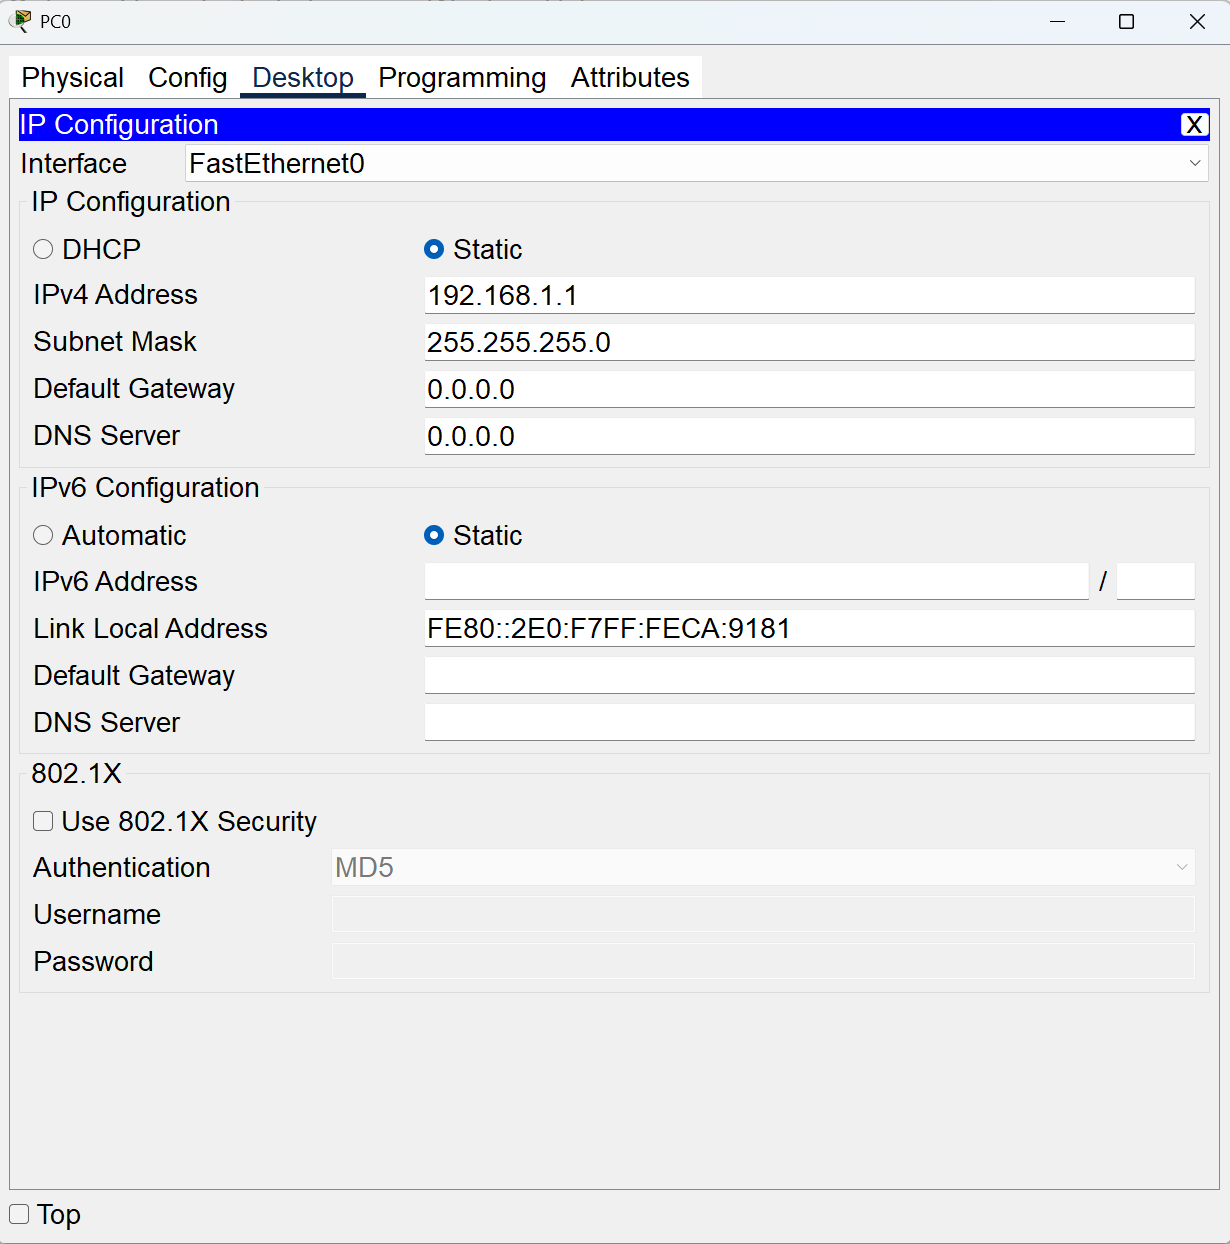 PC0
Physical Config Desktop Programming Attributes
IP Configuration X
Interface FastEthernet0
IP Configuration
DHCP Static
IPv4 Address 192.168.1.1
Subnet Mask 255.255.255.0
Default Gateway 0.0.0.0
DNS Server 0.0.0.0
IPv6 Configuration
Automatic Static
IPv6 Address /
Link Local Address FE80::2E0:F7FF:FECA:9181
Default Gateway
DNS Server
802.1X
Use 802.1X Security
Authentication MD5
Username
Password
Top